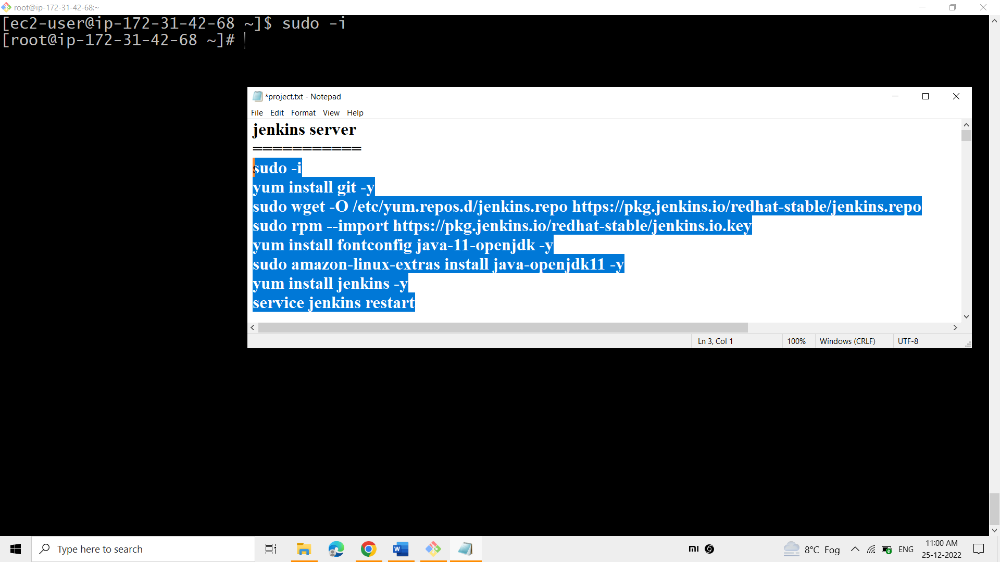 root@ip-172-31-42-68:~
[ec2-user@ip-172-31-42-68 ~]$ sudo -i
[root@ip-172-31-42-68 ~]#
*project.txt - Notepad
File Edit Format View Help
jenkins server
===========
sudo -i
yum install git -y
sudo wget -O /etc/yum.repos.d/jenkins.repo https://pkg.jenkins.io/redhat-stable/jenkins.repo
sudo rpm --import https://pkg.jenkins.io/redhat-stable/jenkins.io.key
yum install fontconfig java-11-openjdk -y
sudo amazon-linux-extras install java-openjdk11 -y
yum install jenkins -y
service jenkins restart
Ln 3, Col 1 100% Windows (CRLF) UTF-8
Type here to search
W
mi
8°C Fog
ENG
11:00 AM
25-12-2022